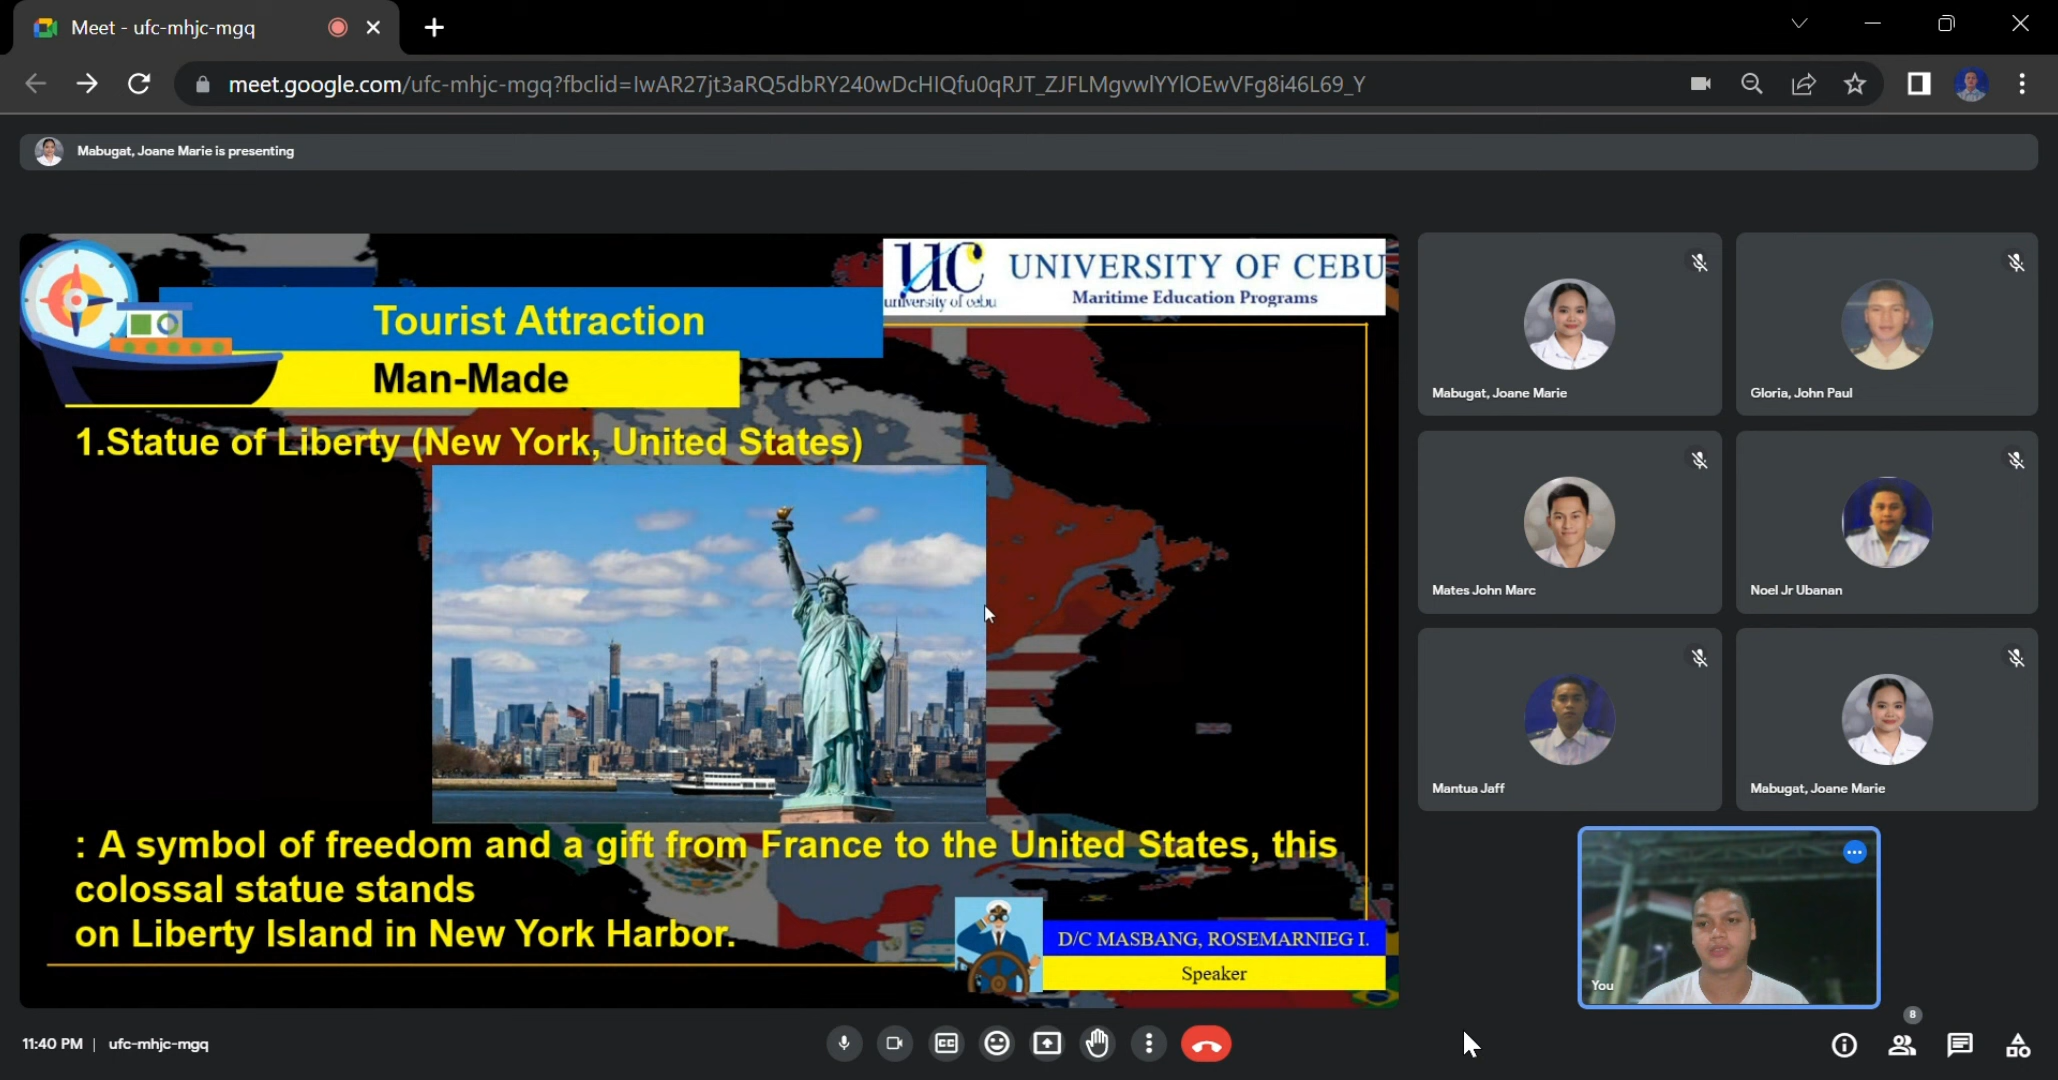 Meet - ufc-mhjc-mgq
meet.google.com/ufc-mhjc-mgq?fbclid=IwAR27jt3aRQ5dbRY240wDcHIQfu0qRJT_ZJFLMgvwlYYlOEwVFg8i46L69_Y
Mabugat, Joane Marie is presenting
UC
university of cebu
UNIVERSITY OF CEBU
Maritime Education Programs
Tourist Attraction
Man-Made
1.Statue of Liberty (New York, United States)
: A symbol of freedom and a gift from France to the United States, this
colossal statue stands
on Liberty Island in New York Harbor.
D/C MASBANG, ROSEMARNIEG I.
Speaker
Mabugat, Joane Marie
Gloria, John Paul
Mates John Marc
Noel Jr Ubanan
Mantua Jaff
Mabugat, Joane Marie
You
11:40 PM | ufc-mhjc-mgq
CC
8